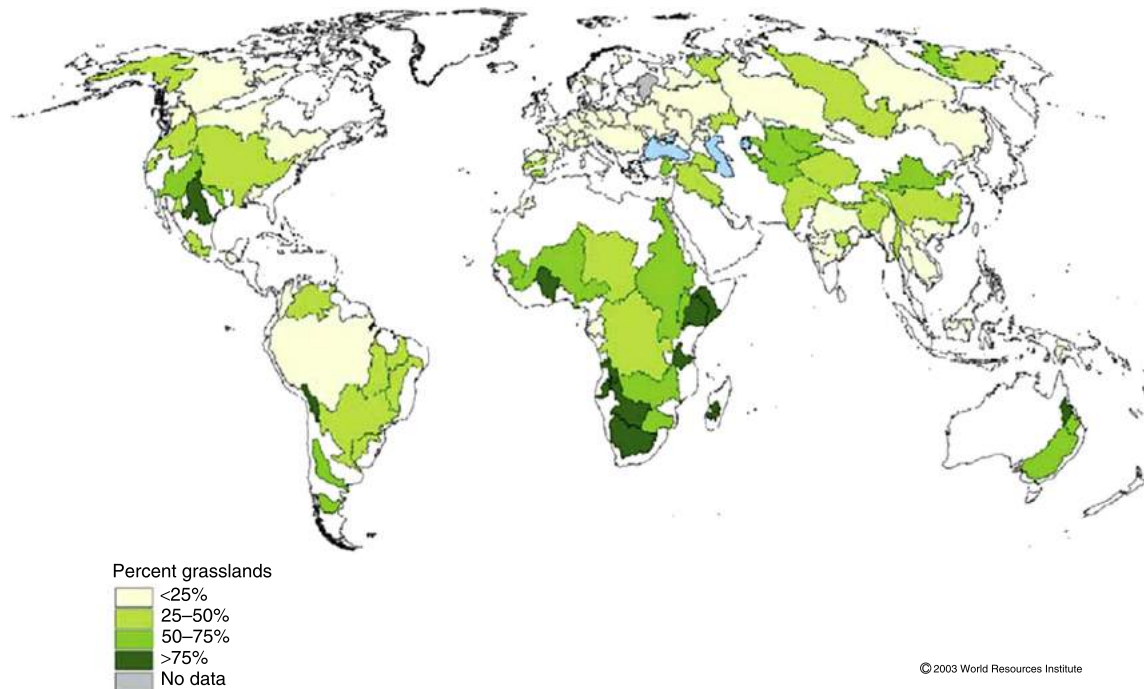 Percent grasslands
<25%
25–50%
50–75%
>75%
No data
© 2003 World Resources Institute